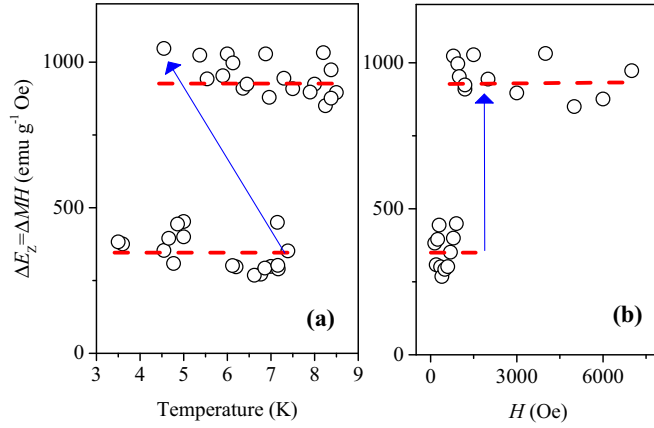 ΔE_Z=ΔMH (emu g⁻¹ Oe)
1000
500
0
3 4 5 6 7 8 9
Temperature (K)
(a)
1000
500
0
0 3000 6000
H (Oe)
(b)